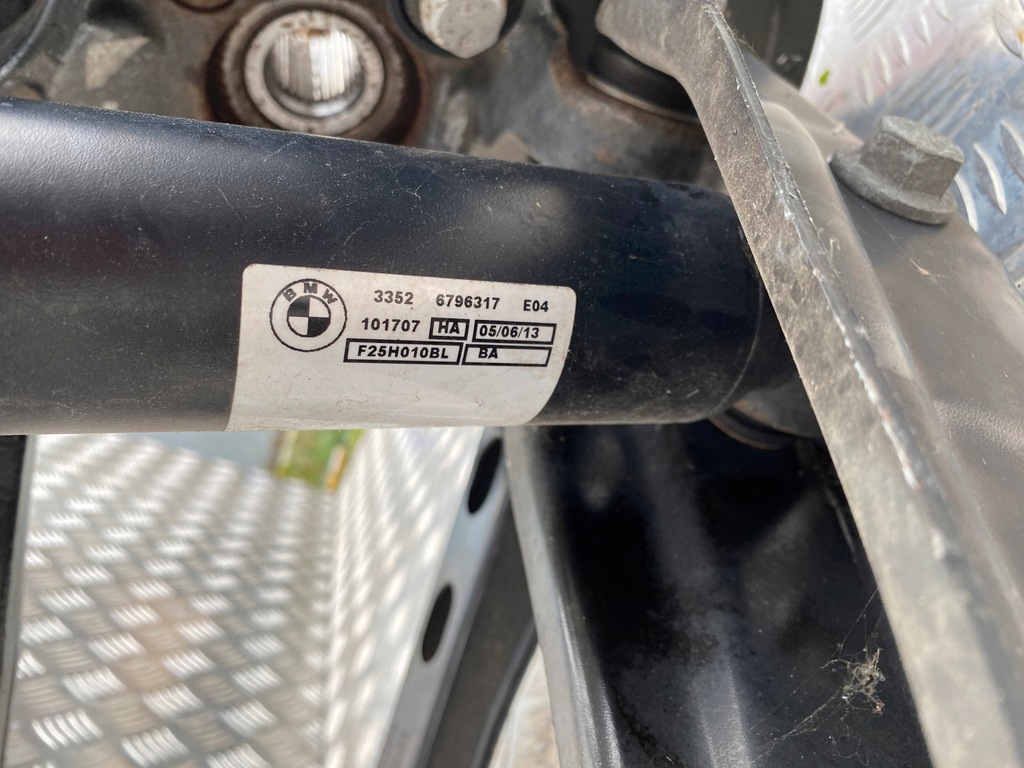 BMW
3352 6796317 E04
101707 HA 05/06/13
F25H010BL BA